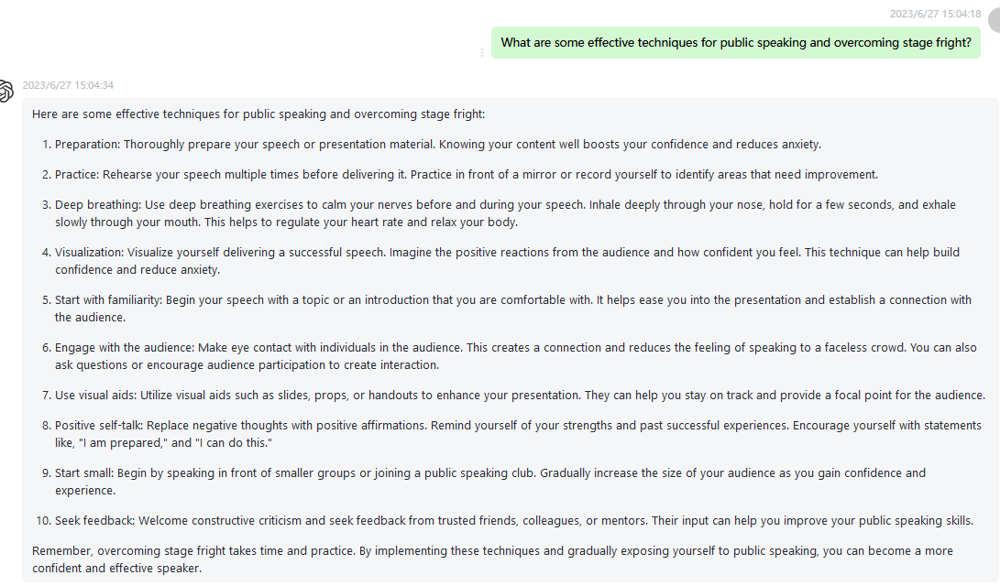 2023/6/27 15:04:18
What are some effective techniques for public speaking and overcoming stage fright?
2023/6/27 15:04:34
Here are some effective techniques for public speaking and overcoming stage fright:
1. Preparation: Thoroughly prepare your speech or presentation material. Knowing your content well boosts your confidence and reduces anxiety.
2. Practice: Rehearse your speech multiple times before delivering it. Practice in front of a mirror or record yourself to identify areas that need improvement.
3. Deep breathing: Use deep breathing exercises to calm your nerves before and during your speech. Inhale deeply through your nose, hold for a few seconds, and exhale
slowly through your mouth. This helps to regulate your heart rate and relax your body.
4. Visualization: Visualize yourself delivering a successful speech. Imagine the positive reactions from the audience and how confident you feel. This technique can help build
confidence and reduce anxiety.
5. Start with familiarity: Begin your speech with a topic or an introduction that you are comfortable with. It helps ease you into the presentation and establish a connection with
the audience.
6. Engage with the audience: Make eye contact with individuals in the audience. This creates a connection and reduces the feeling of speaking to a faceless crowd. You can also
ask questions or encourage audience participation to create interaction.
7. Use visual aids: Utilize visual aids such as slides, props, or handouts to enhance your presentation. They can help you stay on track and provide a focal point for the audience.
8. Positive self-talk: Replace negative thoughts with positive affirmations. Remind yourself of your strengths and past successful experiences. Encourage yourself with statements
like, "I am prepared," and "I can do this."
9. Start small: Begin by speaking in front of smaller groups or joining a public speaking club. Gradually increase the size of your audience as you gain confidence and
experience.
10. Seek feedback: Welcome constructive criticism and seek feedback from trusted friends, colleagues, or mentors. Their input can help you improve your public speaking skills.
Remember, overcoming stage fright takes time and practice. By implementing these techniques and gradually exposing yourself to public speaking, you can become a more
confident and effective speaker.